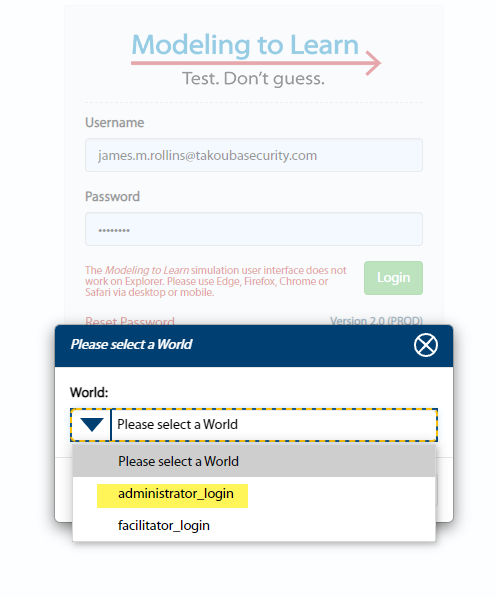 Modeling to Learn
Test. Don't guess.
Username
james.m.rollins@takoubasecurity.com
Password
••••••••
The Modeling to Learn simulation user interface does not
work on Explorer. Please use Edge, Firefox, Chrome or
Safari via desktop or mobile.
Login
Reset Password
Version 2.0 (PROD)
Please select a World
World:
Please select a World
Please select a World
administrator_login
facilitator_login